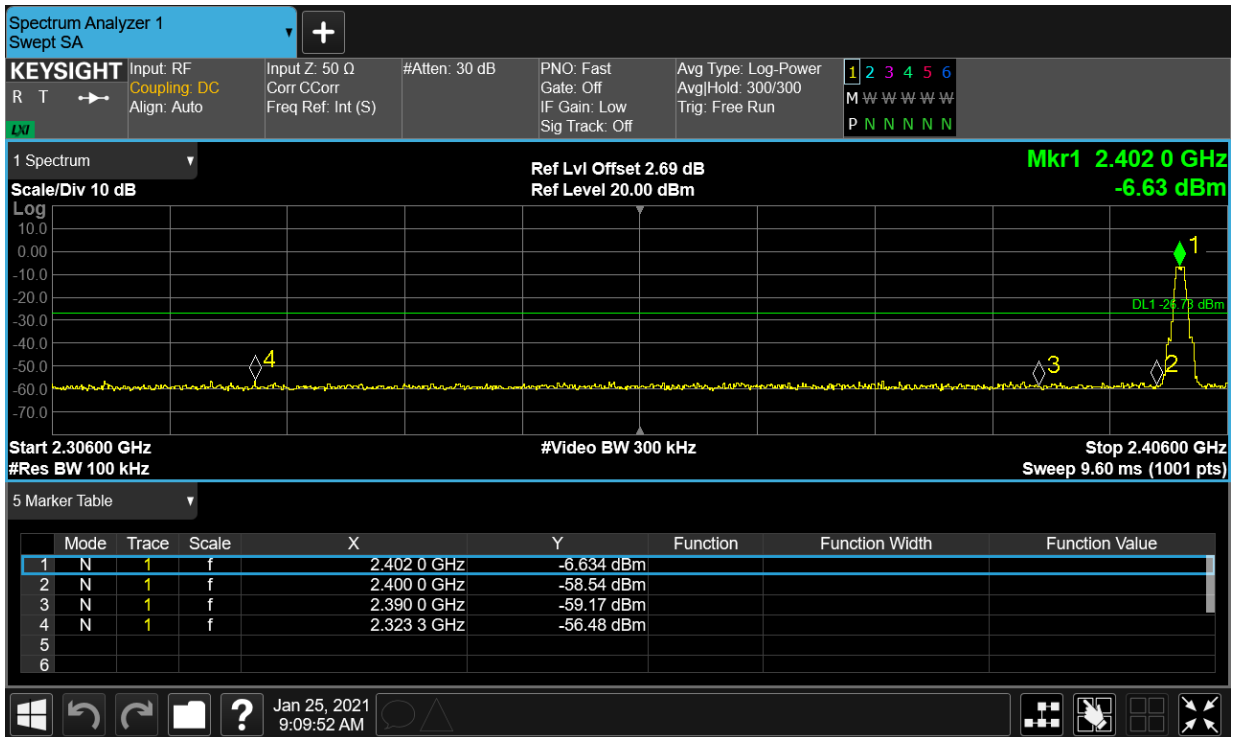 Spectrum Analyzer 1
Swept SA
KEYSIGHT
R T
LXI
Input: RF
Coupling: DC
Align: Auto
Input Z: 50 Ω
Corr CCorr
Freq Ref: Int (S)
#Atten: 30 dB
PNO: Fast
Gate: Off
IF Gain: Low
Sig Track: Off
Avg Type: Log-Power
Avg|Hold: 300/300
Trig: Free Run
1 2 3 4 5 6
M W W W W W
P N N N N N
1 Spectrum
Scale/Div 10 dB
Log
Ref Lvl Offset 2.69 dB
Ref Level 20.00 dBm
Mkr1 2.402 0 GHz
-6.63 dBm
10.0
0.00
-10.0
-20.0
-30.0
-40.0
-50.0
-60.0
-70.0
1
DL1 -26.73 dBm
4
3
2
Start 2.30600 GHz
#Video BW 300 kHz
Stop 2.40600 GHz
#Res BW 100 kHz
Sweep 9.60 ms (1001 pts)
5 Marker Table
Mode Trace Scale X Y Function Function Width Function Value
1 N 1 f 2.402 0 GHz -6.634 dBm
2 N 1 f 2.400 0 GHz -58.54 dBm
3 N 1 f 2.390 0 GHz -59.17 dBm
4 N 1 f 2.323 3 GHz -56.48 dBm
5
6
?
Jan 25, 2021
9:09:52 AM